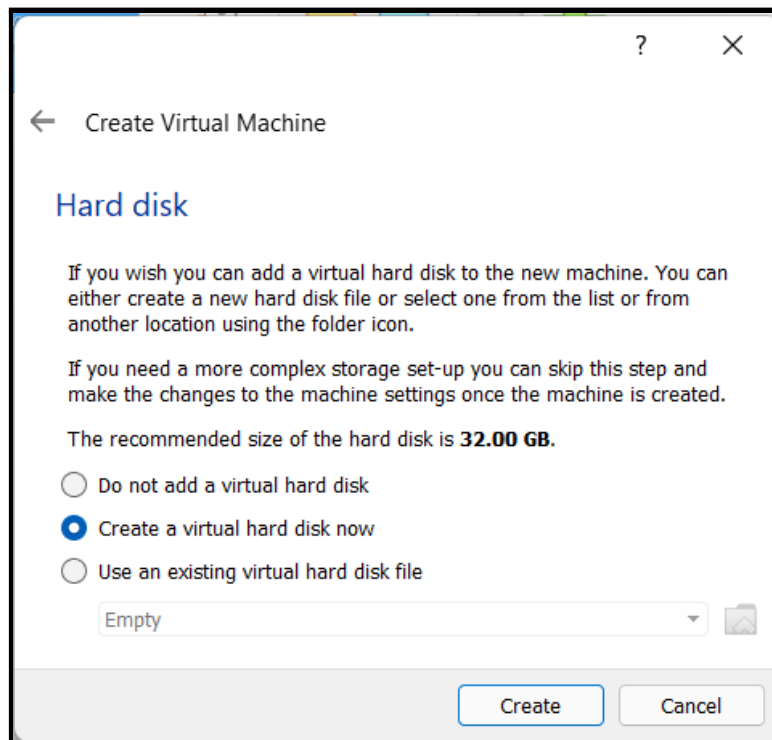 ?
Create Virtual Machine
Hard disk
If you wish you can add a virtual hard disk to the new machine. You can
either create a new hard disk file or select one from the list or from
another location using the folder icon.
If you need a more complex storage set-up you can skip this step and
make the changes to the machine settings once the machine is created.
The recommended size of the hard disk is 32.00 GB.
Do not add a virtual hard disk
Create a virtual hard disk now
Use an existing virtual hard disk file
Empty
Create Cancel